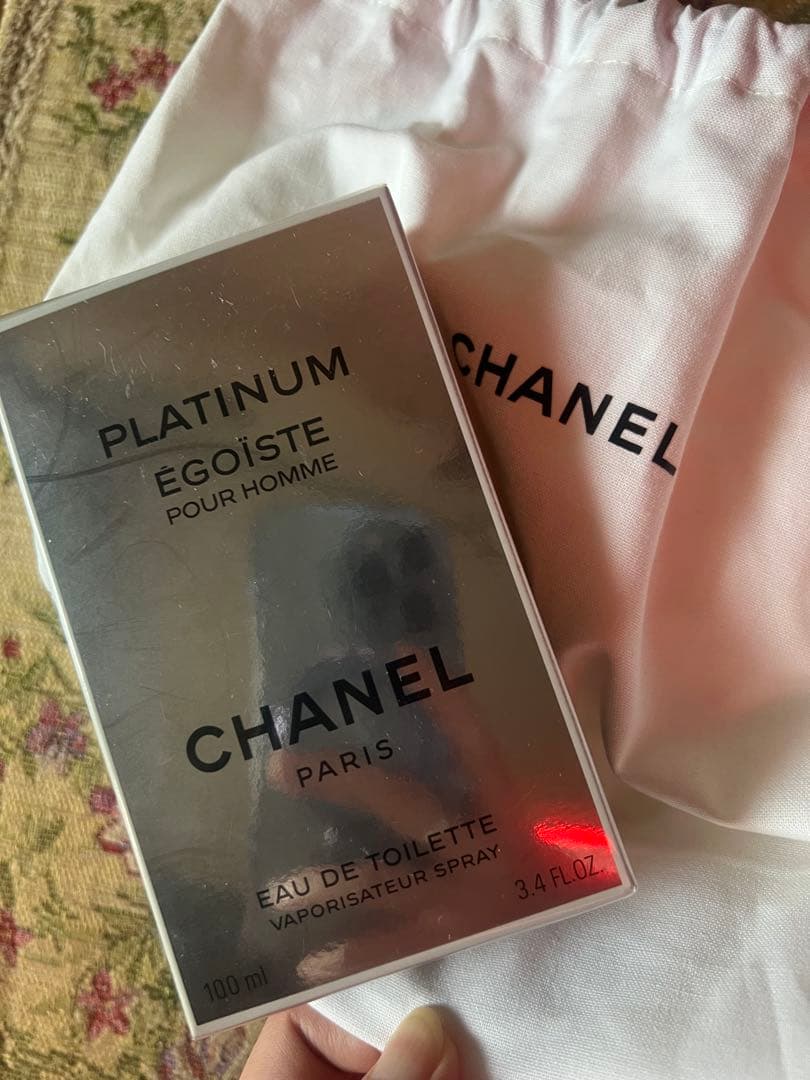 PLATINUM
ÉGOÏSTE
POUR HOMME
CHANEL
PARIS
EAU DE TOILETTE
VAPORISATEUR SPRAY
100 ml
3.4 FL.OZ.
CHANEL